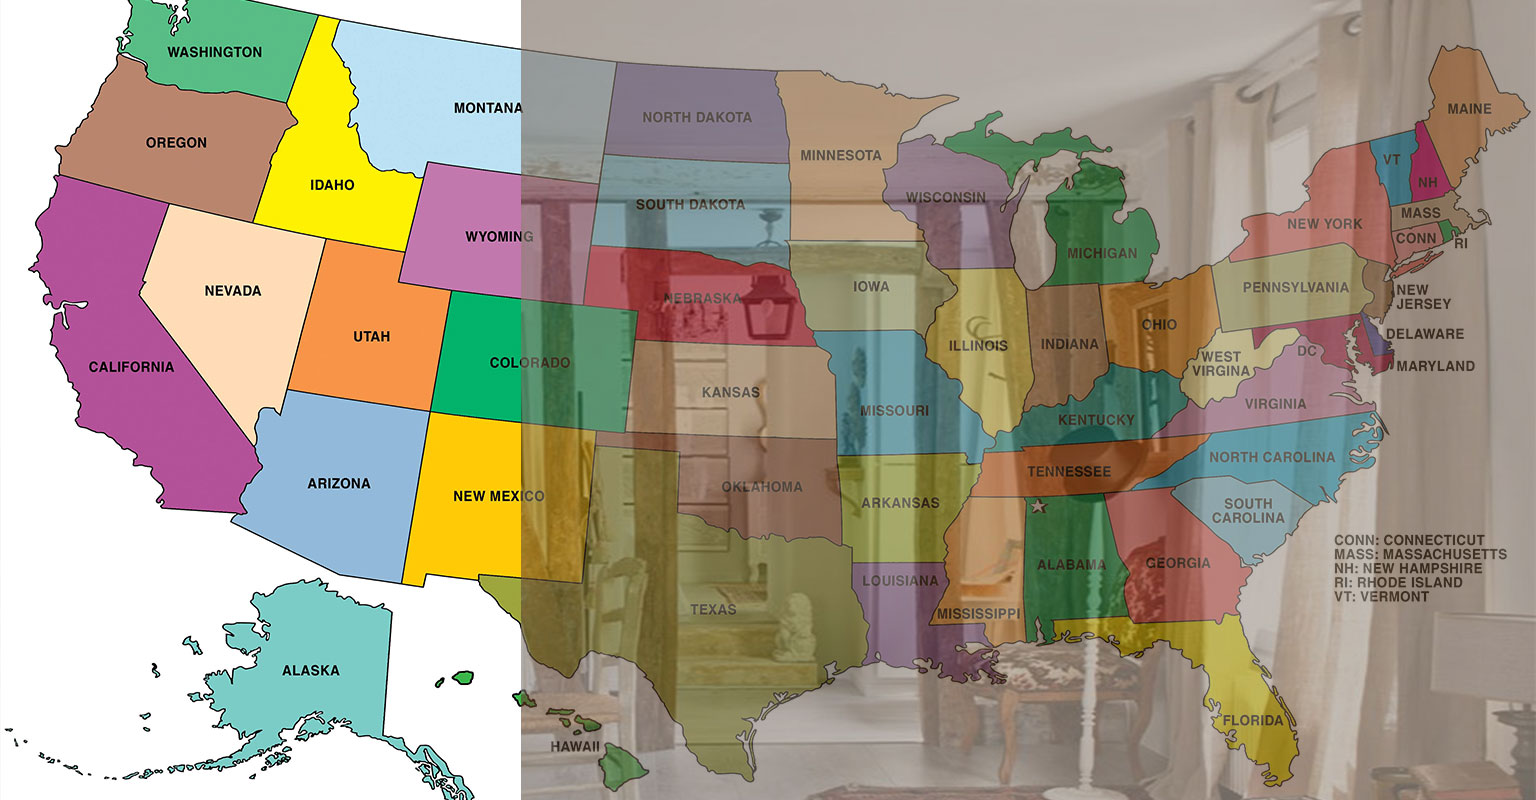 WASHINGTON
MONTANA
NORTH DAKOTA
MINNESOTA
MAINE
OREGON
IDAHO
SOUTH DAKOTA
WISCONSIN
VT
NH
MASS
NEW YORK
CONN
RI
WYOMING
MICHIGAN
NEVADA
NEBRASKA
IOWA
PENNSYLVANIA
NEW
JERSEY
UTAH
ILLINOIS
INDIANA
OHIO
DELAWARE
CALIFORNIA
COLORADO
WEST
VIRGINA
DC
MARYLAND
KANSAS
MISSOURI
KENTUCKY
VIRGINIA
ARIZONA
NEW MEXICO
OKLAHOMA
ARKANSAS
TENNESSEE
NORTH CAROLINA
SOUTH
CAROLINA
TEXAS
LOUISIANA
MISSISSIPPI
ALABAMA
GEORGIA
CONN: CONNECTICUT
MASS: MASSACHUSETTS
NH: NEW HAMPSHIRE
RI: RHODE ISLAND
VT: VERMONT
ALASKA
HAWAII
FLORIDA